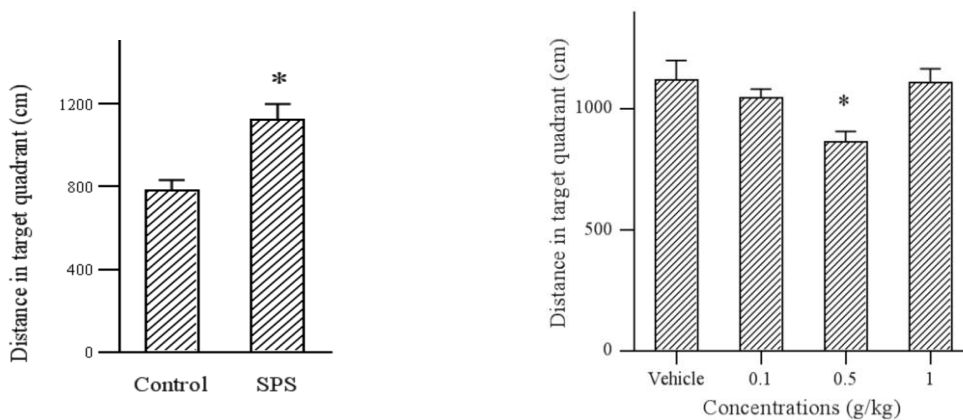 Distance in target quadrant (cm)
1200
800
400
0
*
Control SPS
Distance in target quadrant (cm)
1000
500
0
*
Vehicle 0.1 0.5 1
Concentrations (g/kg)